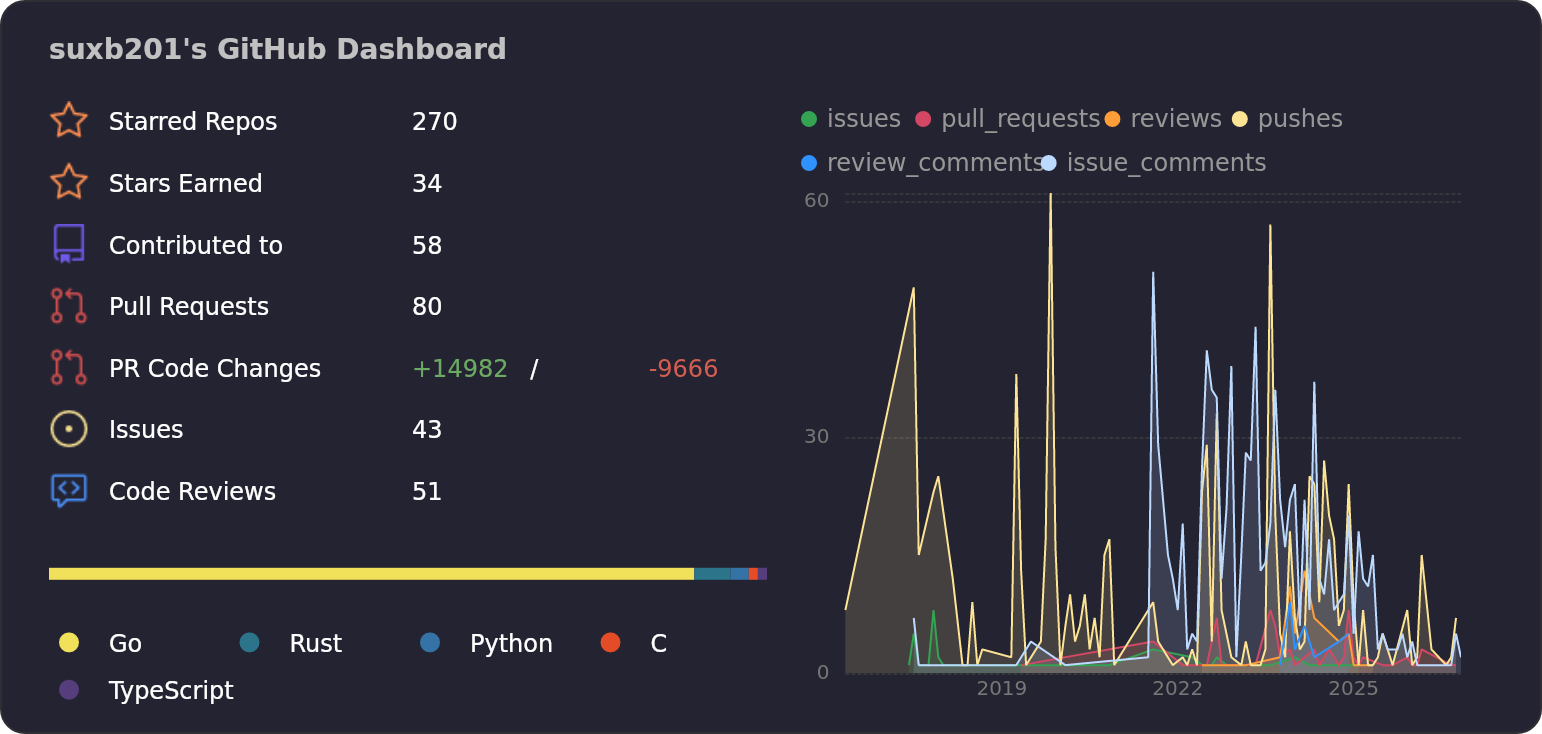 suxb201's GitHub Dashboard
Starred Repos 270
Stars Earned 34
Contributed to 58
Pull Requests 80
PR Code Changes +14982 / -9666
Issues 43
Code Reviews 51
Go Rust Python C
TypeScript
issues pull_requests reviews pushes
review_comments issue_comments
60
30
0
2019 2022 2025